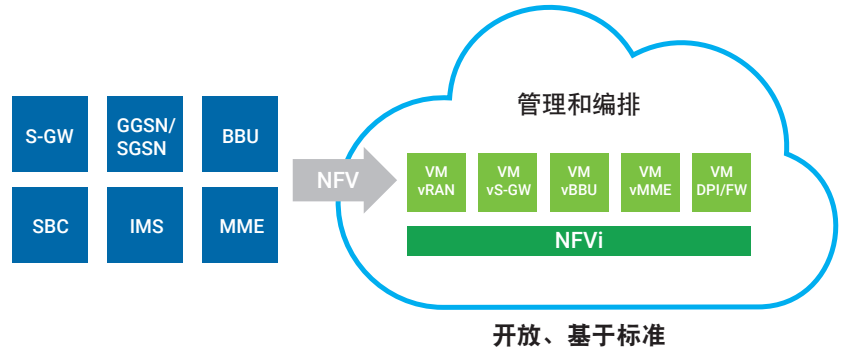 S-GW
GGSN/
SGSN
BBU
SBC
IMS
MME
NFV
管理和编排
VM
vRAN
VM
vS-GW
VM
vBBU
VM
vMME
VM
DPI/FW
NFVi
开放、基于标准